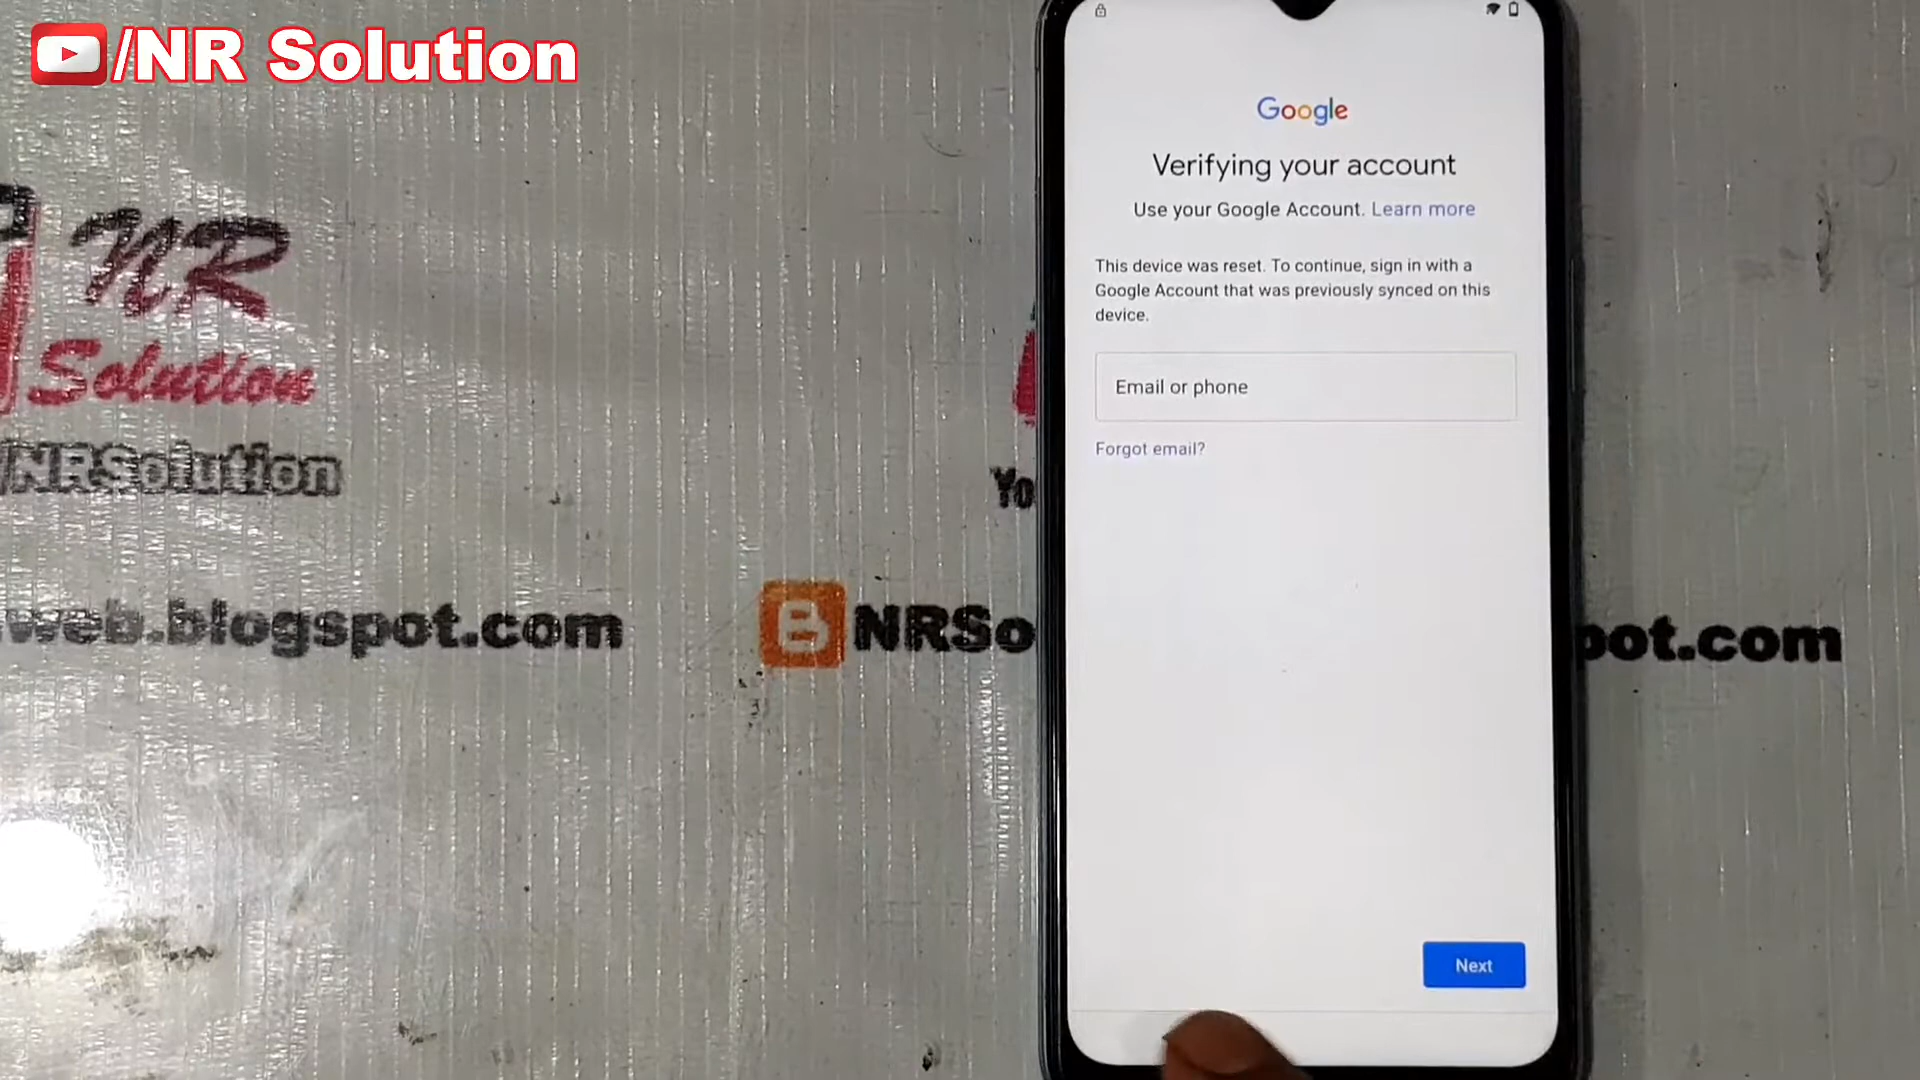 /NR Solution
NR
Solution
/NRSolution
web.blogspot.com
Yo
B NRSo
pot.com
Google
Verifying your account
Use your Google Account. Learn more
This device was reset. To continue, sign in with a
Google Account that was previously synced on this
device.
Email or phone
Forgot email?
Next